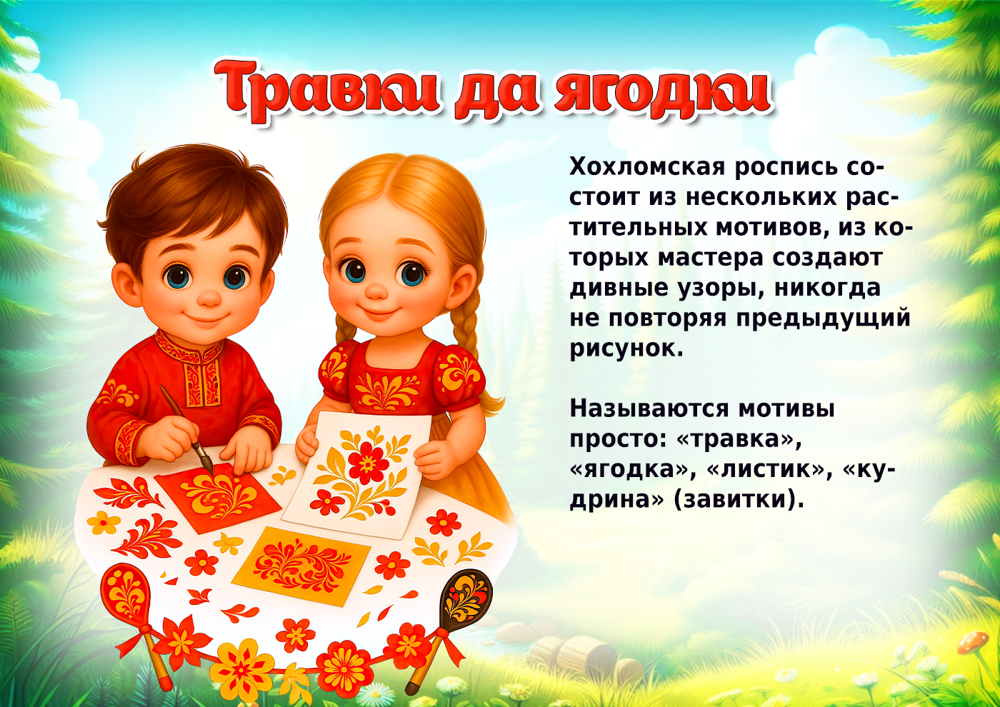 Травки да ягодки
Хохломская роспись со-
стоит из нескольких рас-
тительных мотивов, из ко-
торых мастера создают
дивные узоры, никогда
не повторяя предыдущий
рисунок.
Называются мотивы
просто: «травка»,
«ягодка», «листик», «ку-
дрина» (завитки).